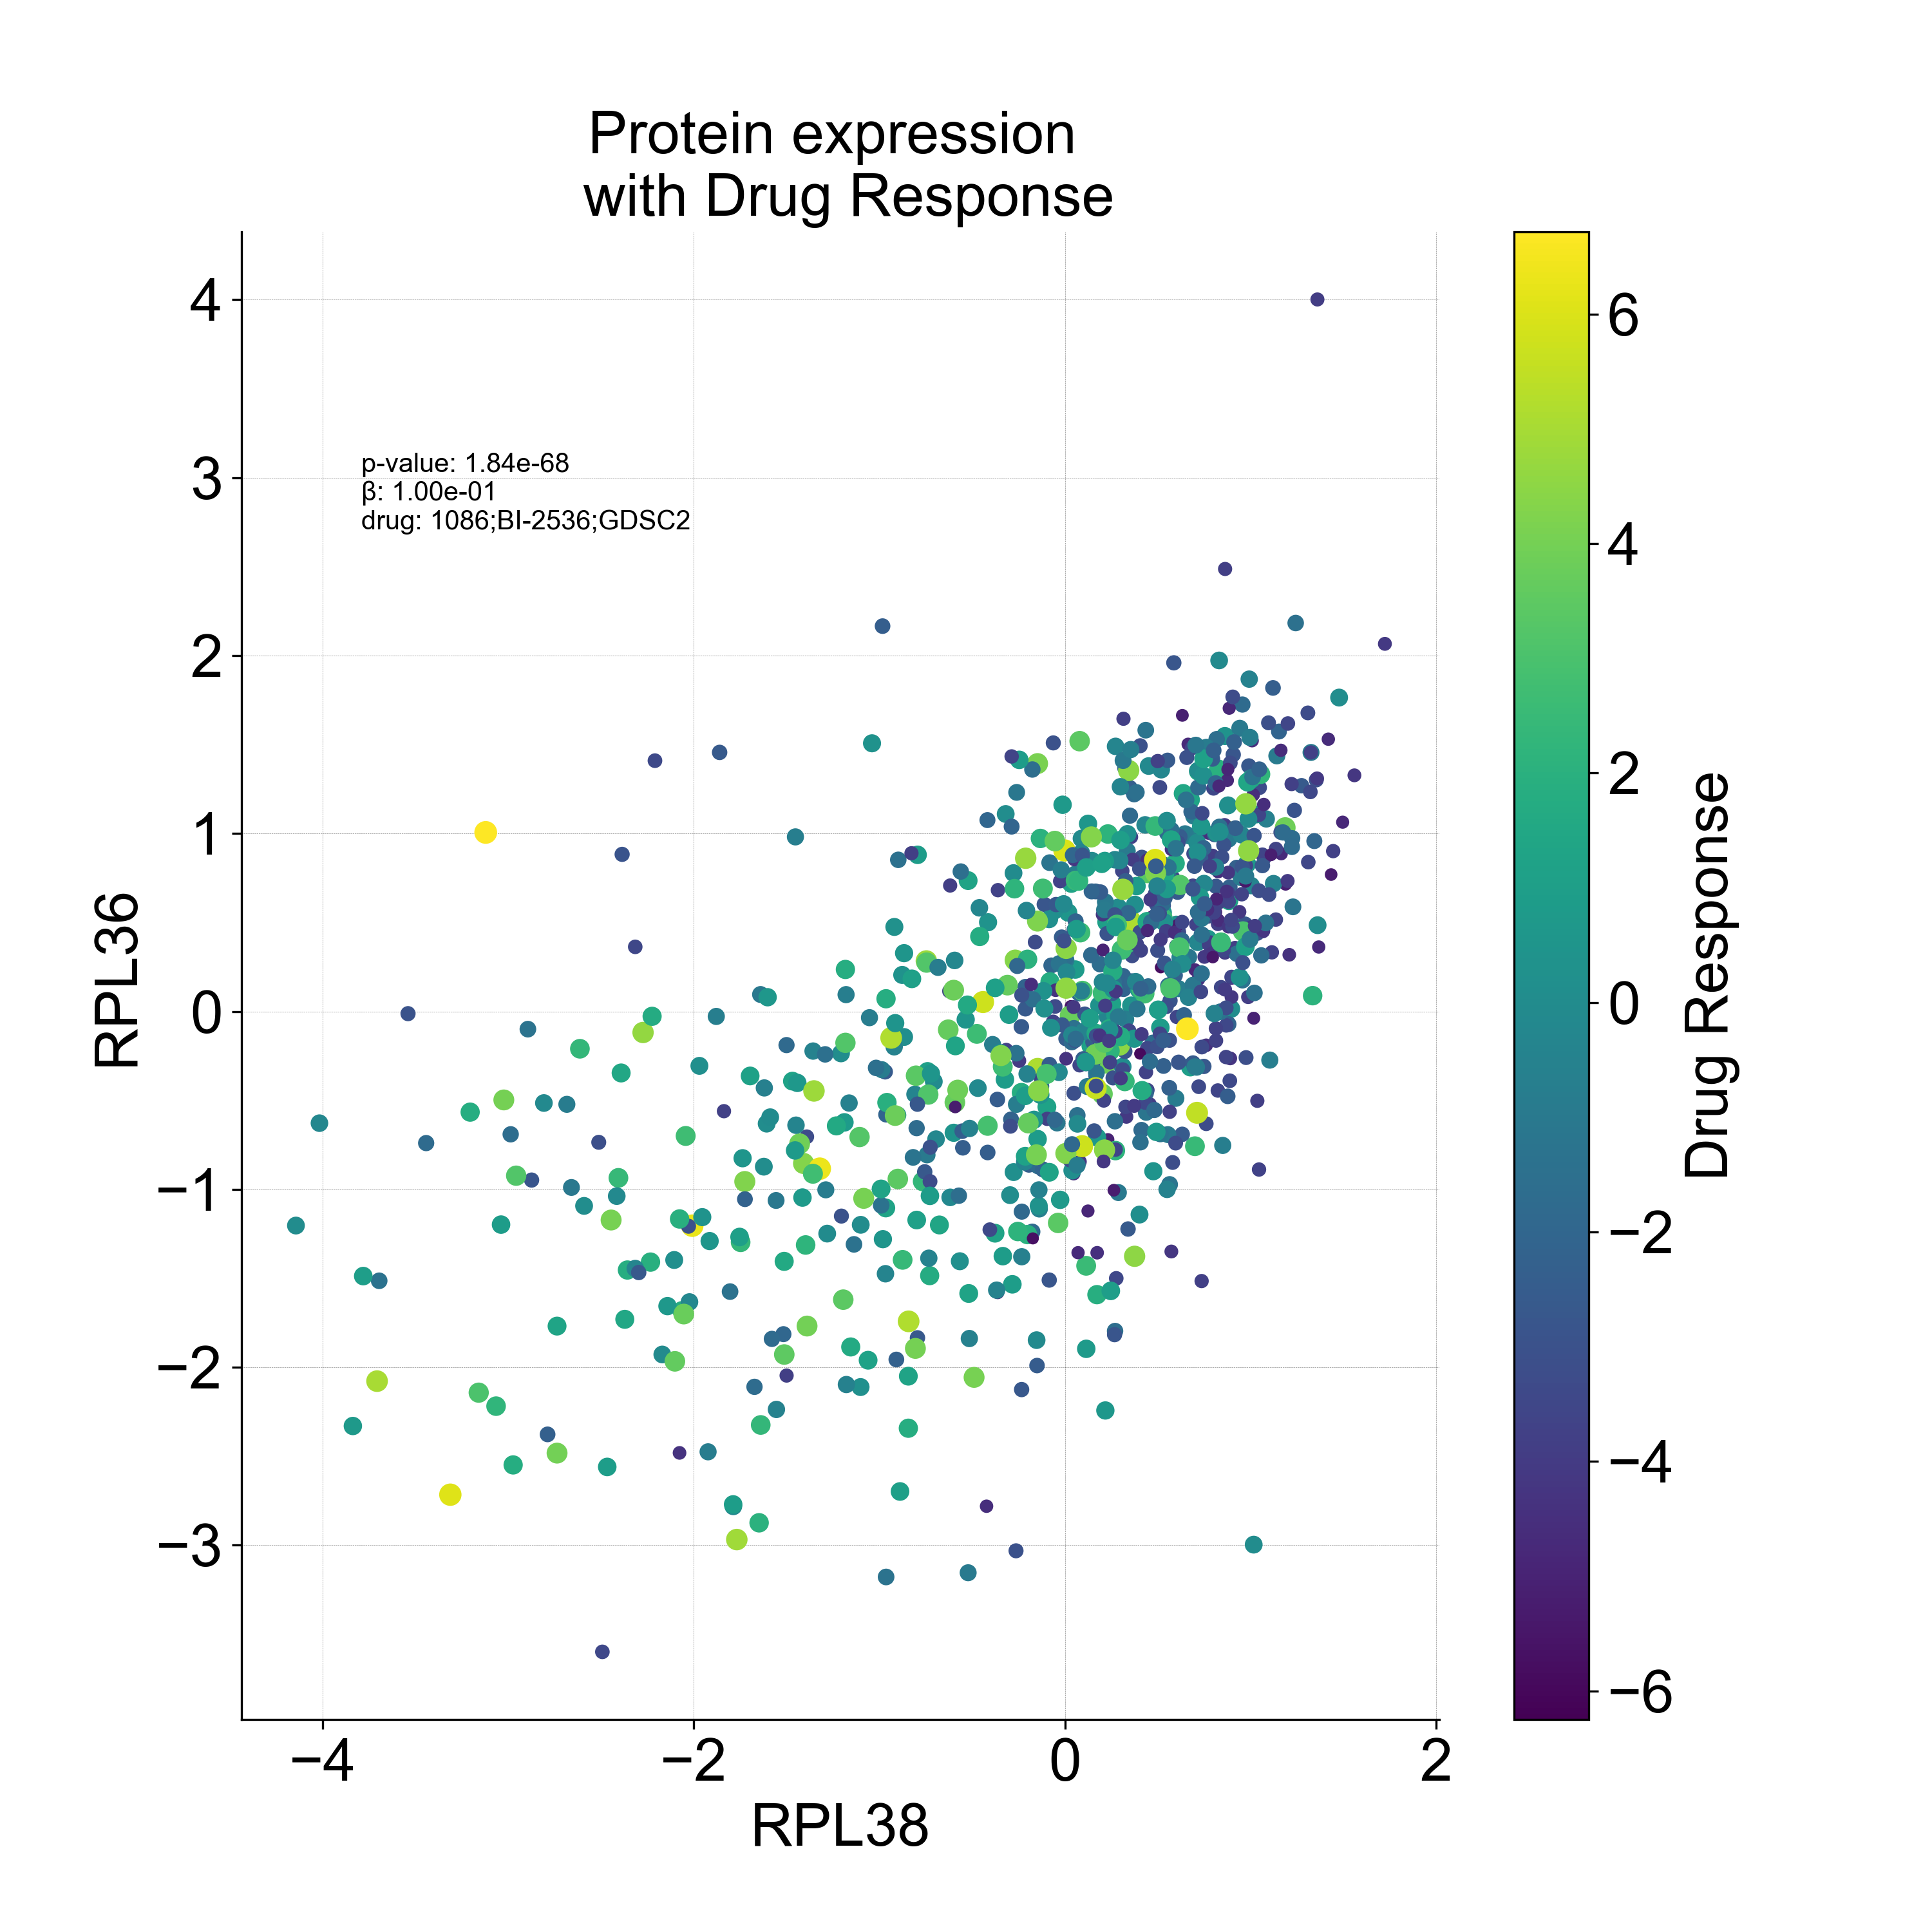 Protein expression
with Drug Response
4
3
2
1
0
−1
−2
−3
RPL36
p-value: 1.84e-68
β: 1.00e-01
drug: 1086;BI-2536;GDSC2
−4
−2
0
2
RPL38
6
4
2
0
−2
−4
−6
Drug Response